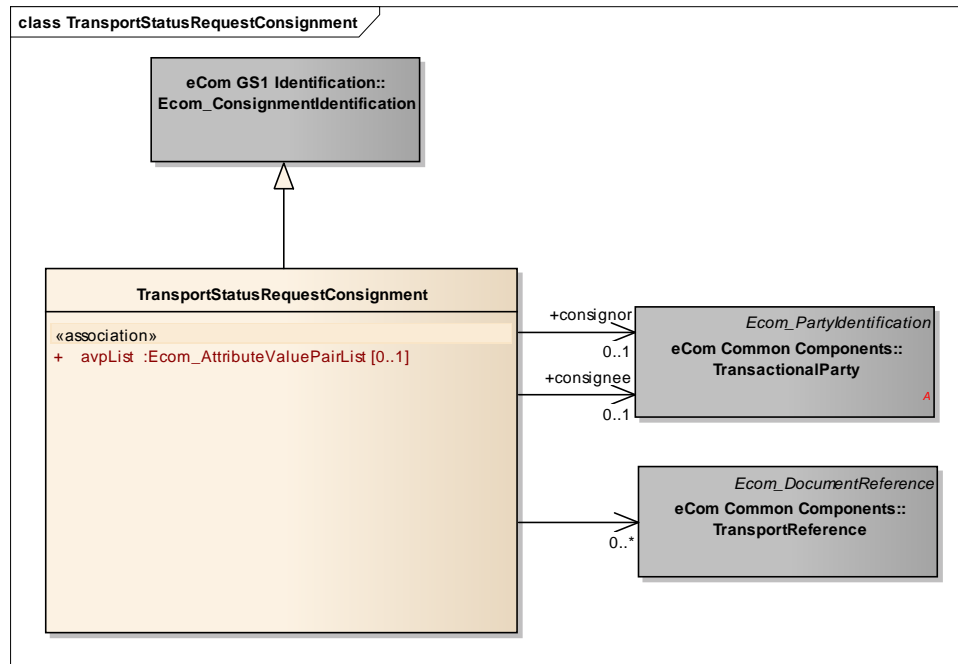 class TransportStatusRequestConsignment
eCom GS1 Identification::
Ecom_ConsignmentIdentification
TransportStatusRequestConsignment
«association»
+ avpList :Ecom_AttributeValuePairList [0..1]
+consignor
0..1
+consignee
0..1
Ecom_PartyIdentification
eCom Common Components::
TransactionalParty
A
0..*
Ecom_DocumentReference
eCom Common Components::
TransportReference